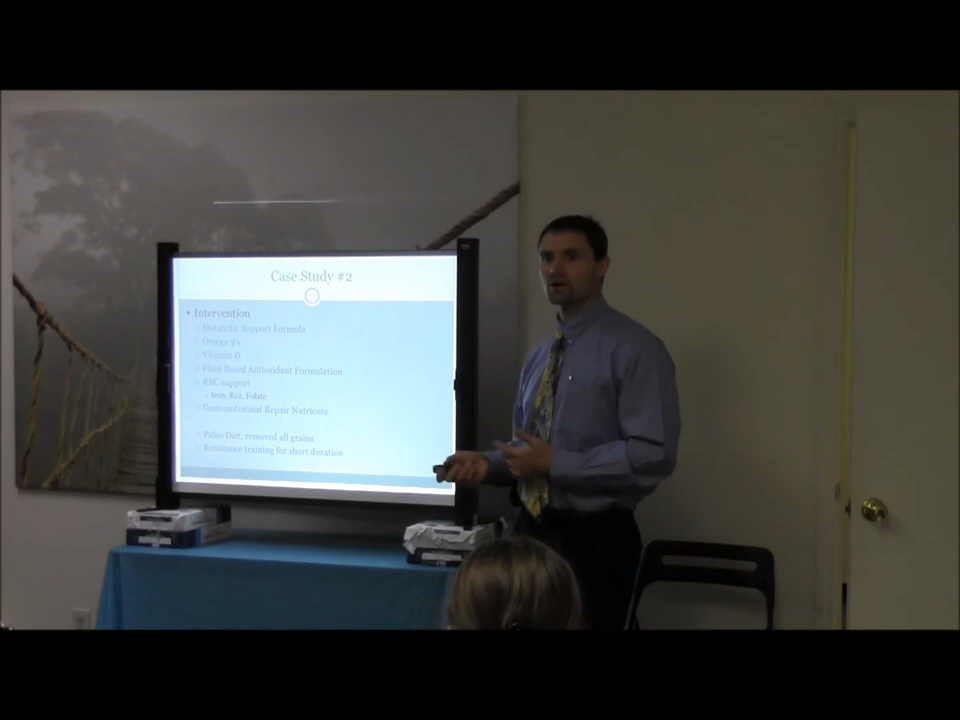 Case Study #2
• Intervention
Metabolic Support Formula
Omega 3's
Vitamin D
Plant Based Antioxidant Formulation
RBC support
Iron, B12, Folate
Gastrointestinal Repair Nutrients
Paleo Diet, removed all grains
Resistance training for short duration